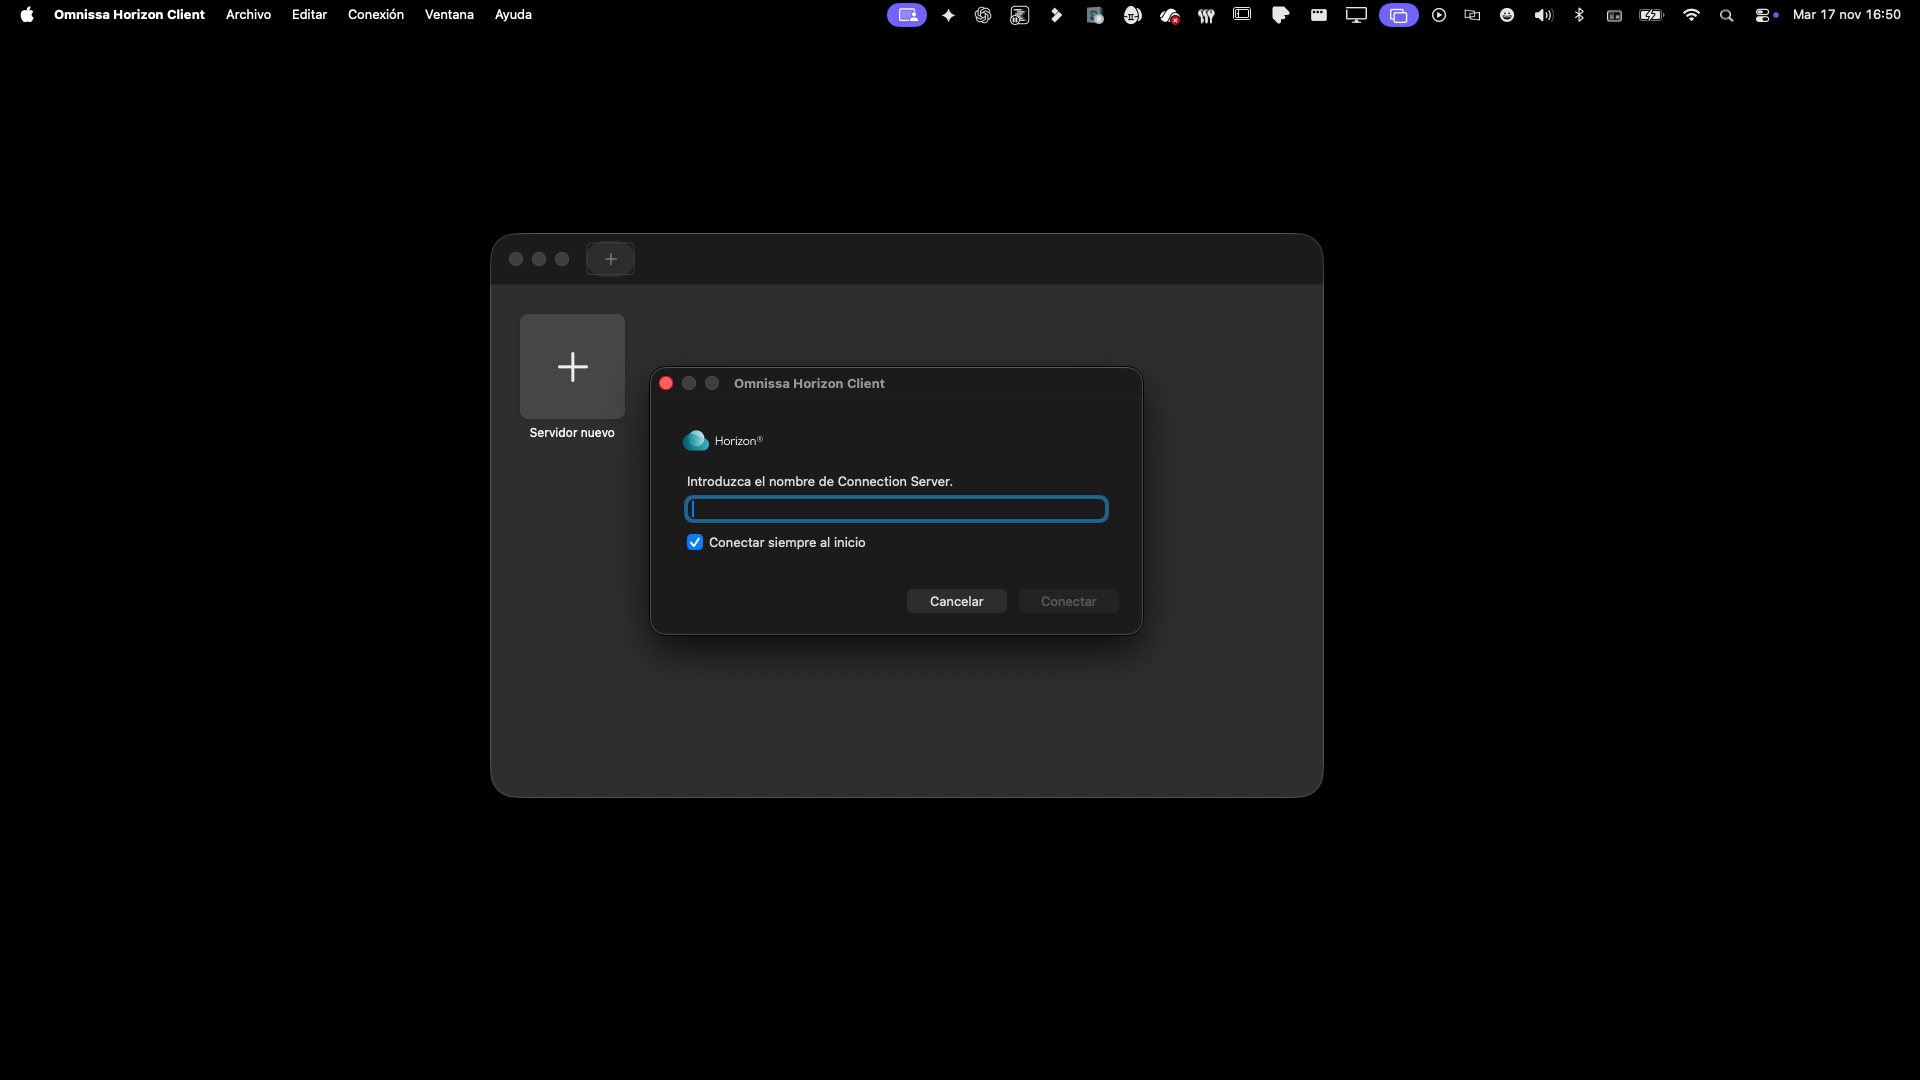 Omnissa Horizon Client Archivo Editar Conexión Ventana Ayuda Mar 17 nov 16:50
Servidor nuevo
Omnissa Horizon Client
Horizon®
Introduzca el nombre de Connection Server.
Conectar siempre al inicio
Cancelar Conectar